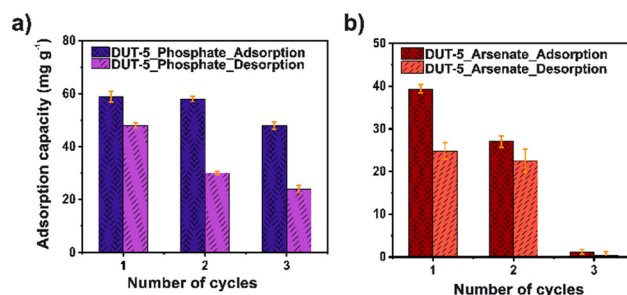 a)
DUT-5_Phosphate_Adsorption
DUT-5_Phosphate_Desorption
Adsorption capacity (mg g⁻¹)
80
60
40
20
0
1 2 3
Number of cycles
b)
DUT-5_Arsenate_Adsorption
DUT-5_Arsenate_Desorption
50
40
30
20
10
0
1 2 3
Number of cycles